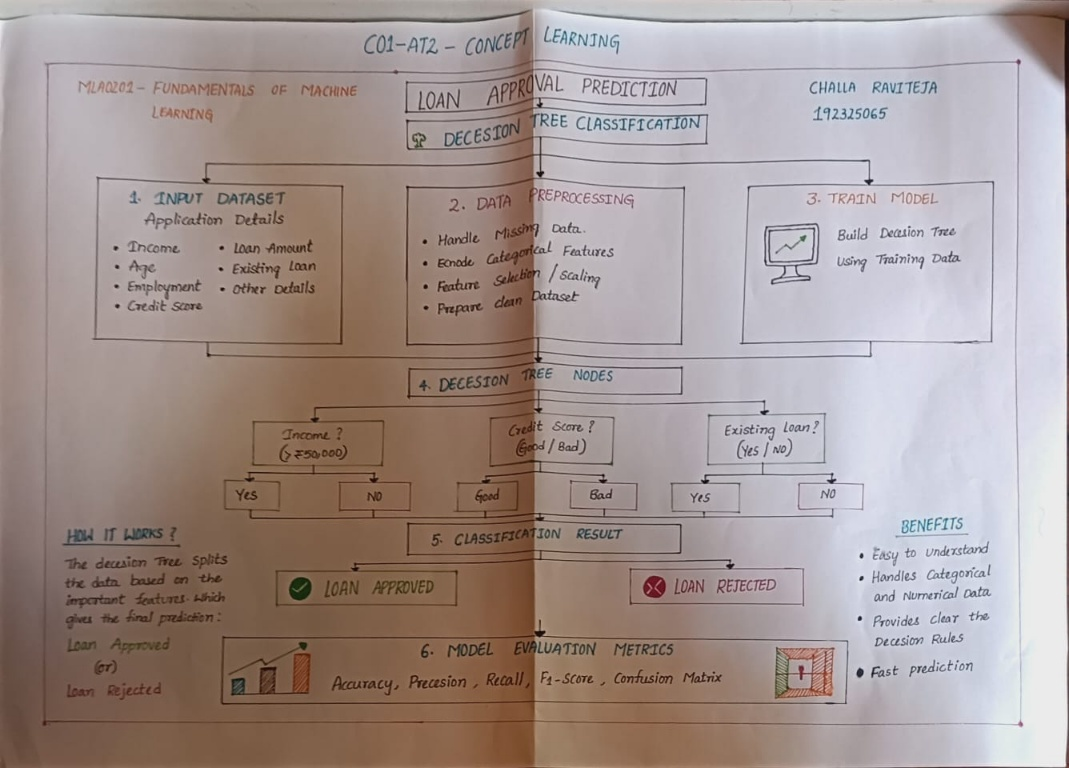 CO1-AT2 - CONCEPT LEARNING
MLA0201 - FUNDAMENTALS OF MACHINE
LEARNING
LOAN APPROVAL PREDICTION
DECESION TREE CLASSIFICATION
CHALLA RAVITEJA
192325065
1. INPUT DATASET
Application Details
• Income
• Age
• Employment
• Credit Score
• Loan Amount
• Existing Loan
• Other Details
2. DATA PREPROCESSING
• Handle Missing Data.
• Ecnode Categorical Features
• Feature Selection / Scaling
• Prepare clean Dataset
3. TRAIN MODEL
Build Decesion Tree
Using Training Data
4. DECESION TREE NODES
Income ?
(> ₹50,000)
Credit Score ?
(Good / Bad)
Existing Loan ?
(Yes / NO)
Yes
NO
Good
Bad
Yes
NO
5. CLASSIFICATION RESULT
LOAN APPROVED
LOAN REJECTED
HOW IT WORKS ?
The decesion Tree Splits
the data based on the
important features. Which
gives the final prediction :
Loan Approved
(or)
Loan Rejected
BENEFITS
• Easy to Understand
• Handles Categorical
and Numerical Data
• Provides clear the
Decesion Rules
• Fast prediction
6. MODEL EVALUATION METRICS
Accuracy, Precesion, Recall, F1-Score, Confusion Matrix